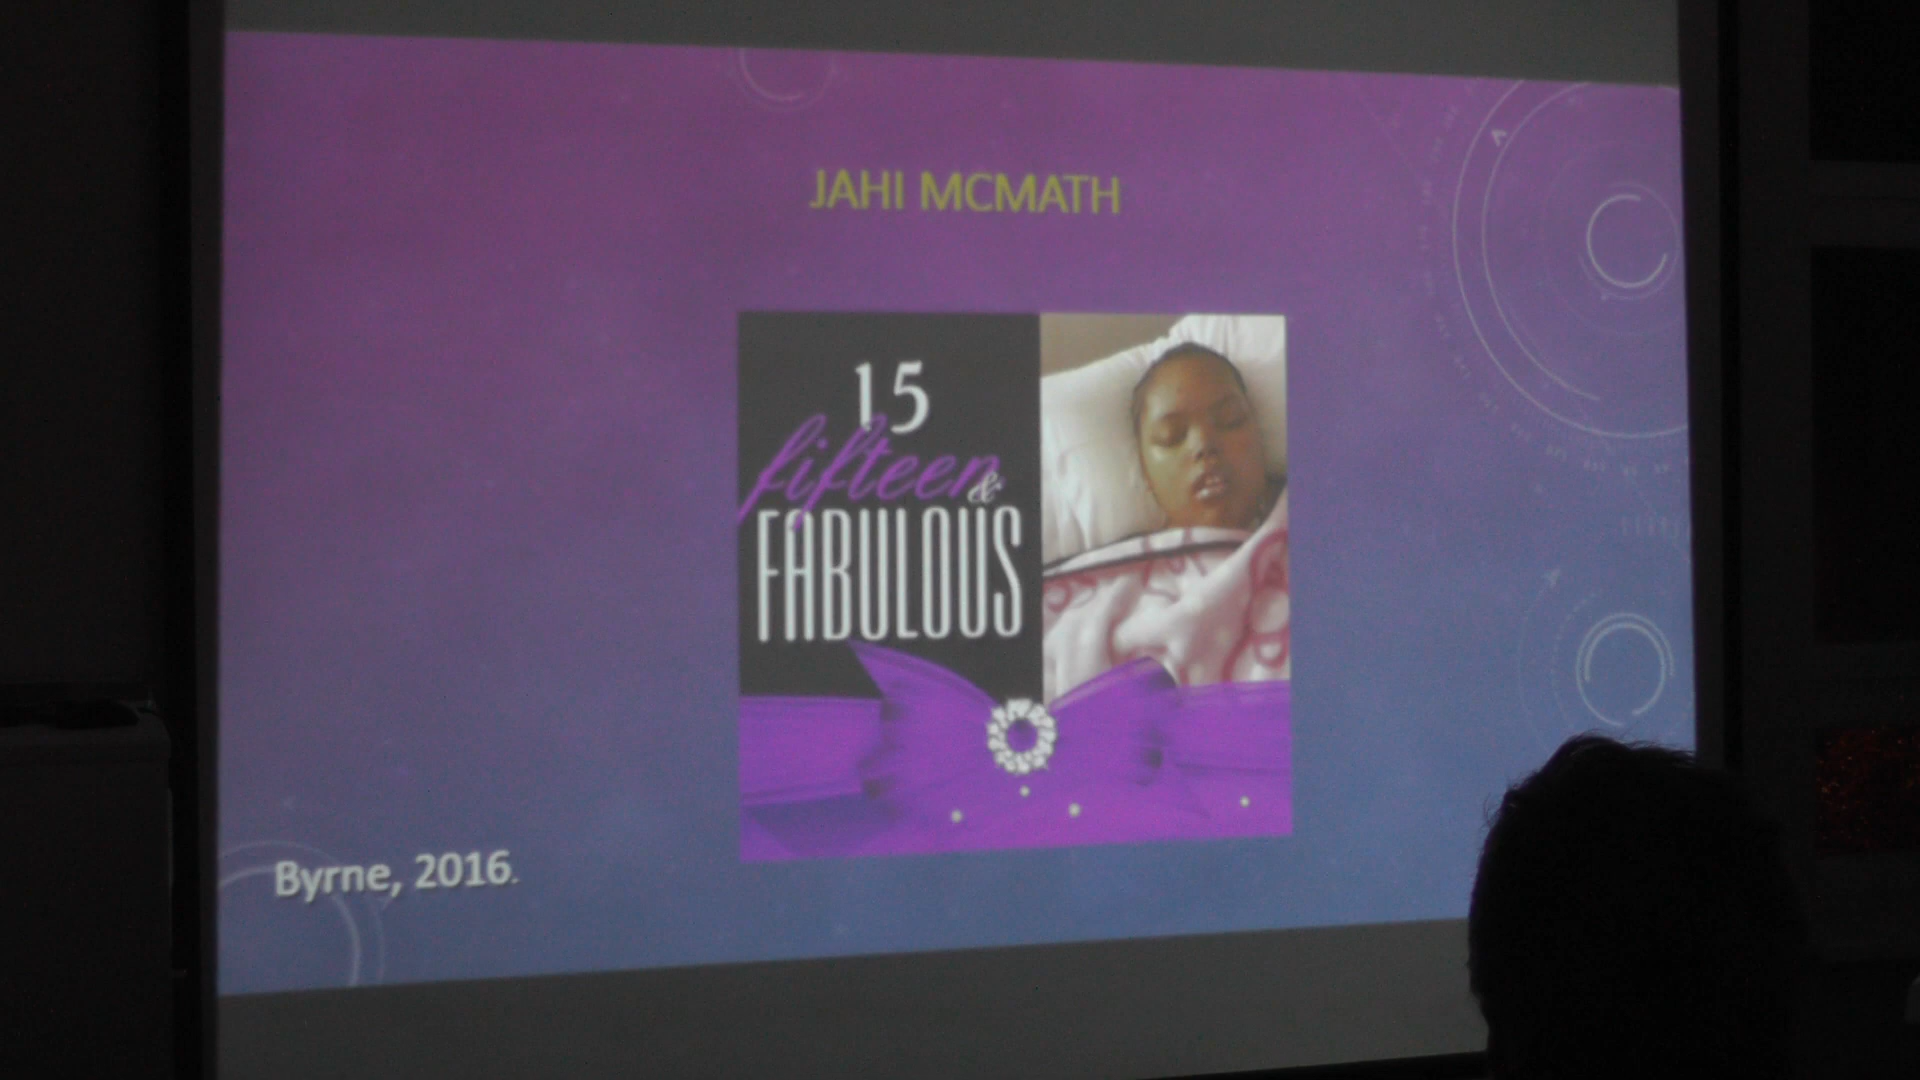 JAHI MCMATH
15
fifteen &
FABULOUS
Byrne, 2016.